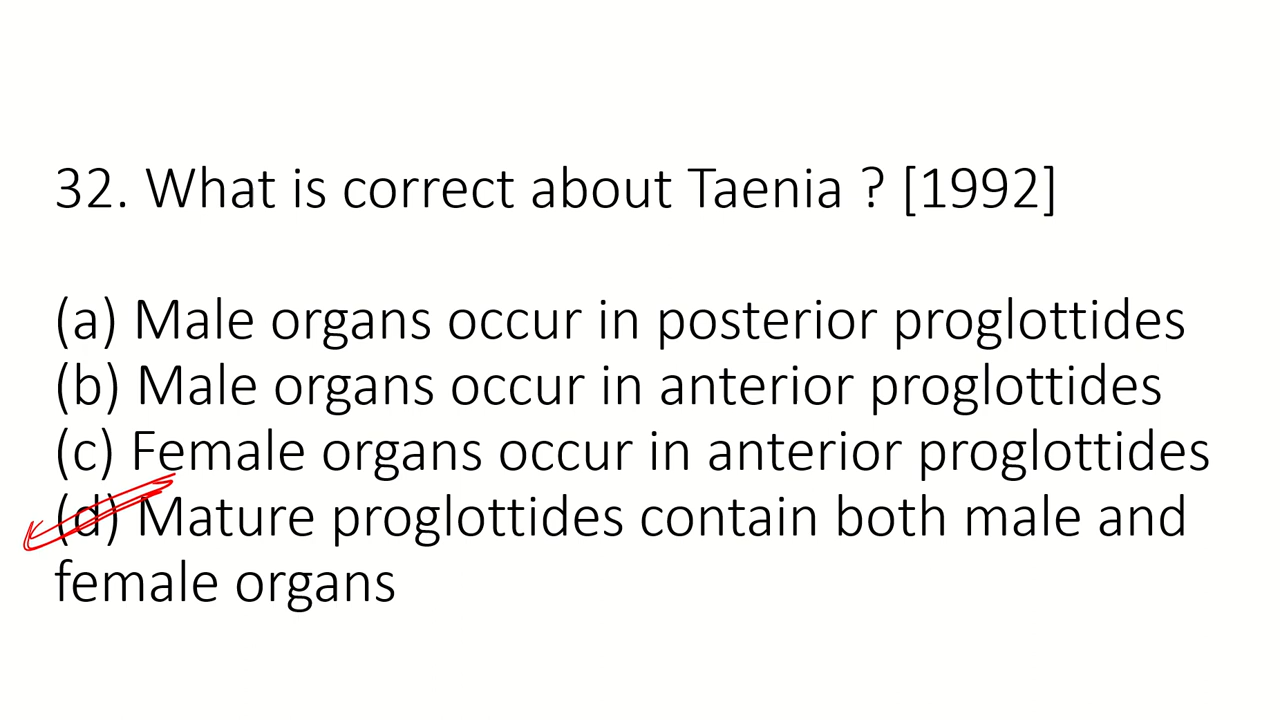 32. What is correct about Taenia ? [1992]
(a) Male organs occur in posterior proglottides
(b) Male organs occur in anterior proglottides
(c) Female organs occur in anterior proglottides
(d) Mature proglottides contain both male and
female organs